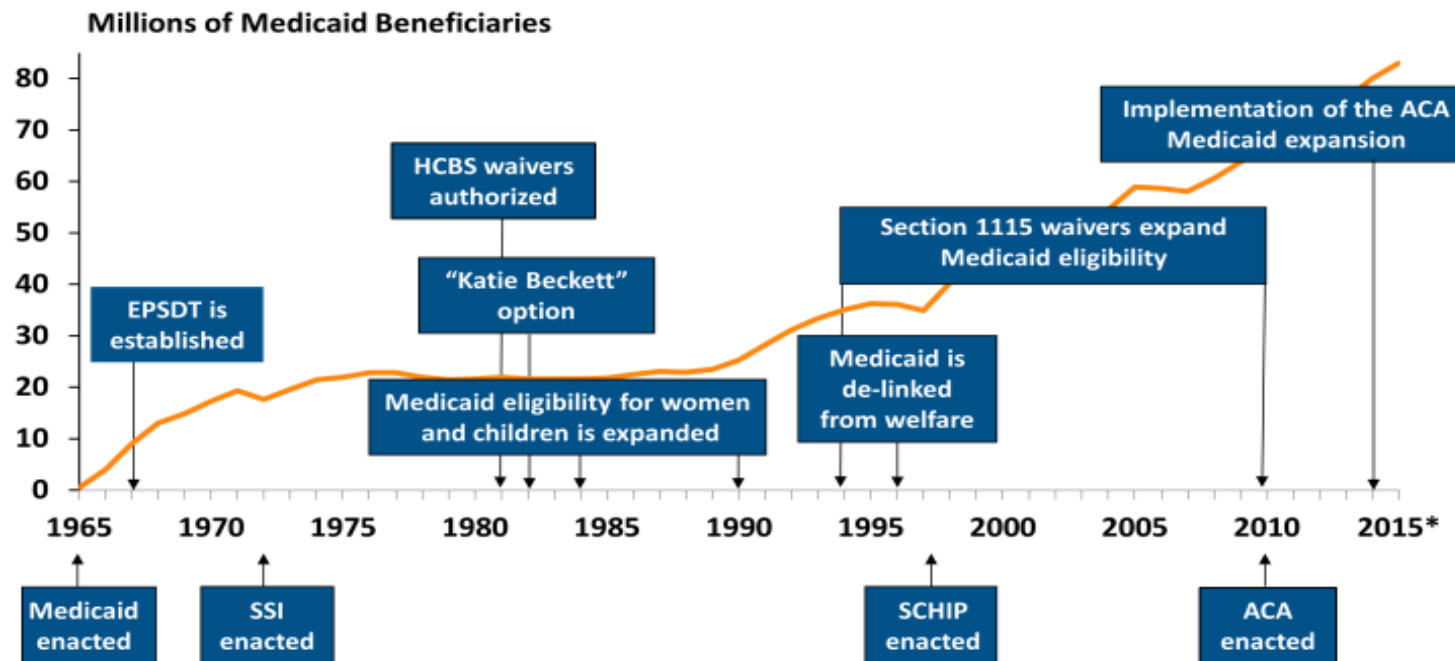 Millions of Medicaid Beneficiaries
80
70
60
50
40
30
20
10
0
Implementation of the ACA
Medicaid expansion
HCBS waivers
authorized
Section 1115 waivers expand
Medicaid eligibility
“Katie Beckett”
option
EPSDT is
established
Medicaid is
de-linked
from welfare
Medicaid eligibility for women
and children is expanded
1965 1970 1975 1980 1985 1990 1995 2000 2005 2010 2015*
Medicaid
enacted
SSI
enacted
SCHIP
enacted
ACA
enacted